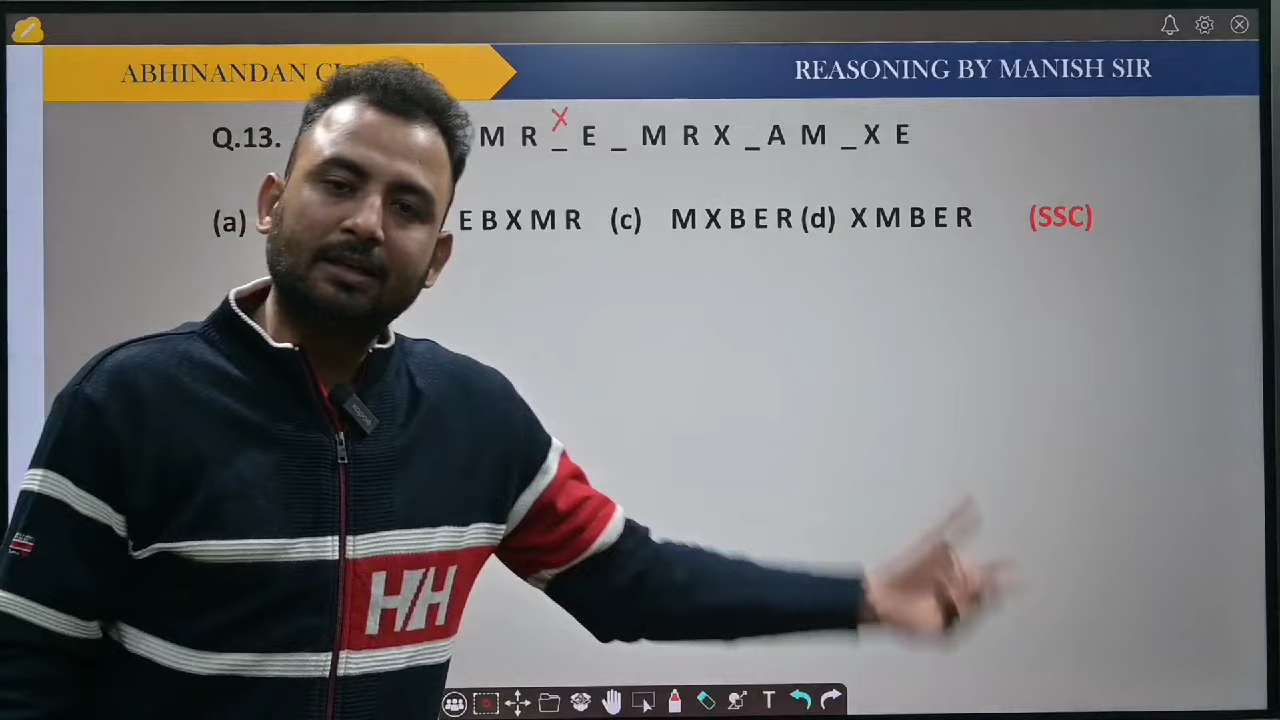 ABHINANDAN
REASONING BY MANISH SIR
X
Q.13. M R _ E _ M R X _ A M _ X E
(a) E B X M R (c) M X B E R (d) X M B E R (SSC)
HH
T